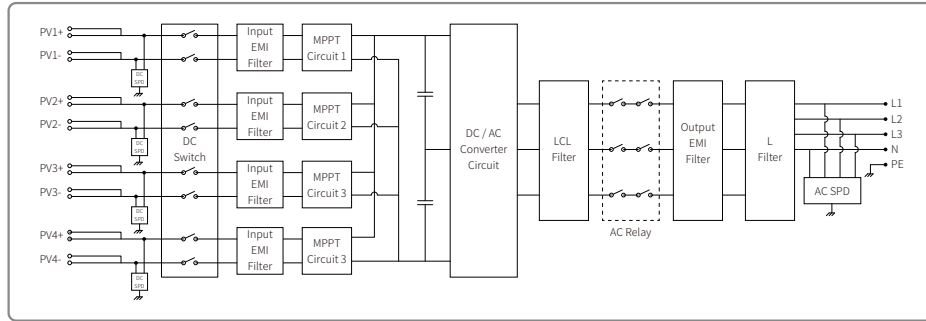 PV1+
PV1-
DC
SPD
PV2+
PV2-
DC
SPD
PV3+
PV3-
DC
SPD
PV4+
PV4-
DC
SPD
DC
Switch
Input
EMI
Filter
Input
EMI
Filter
Input
EMI
Filter
Input
EMI
Filter
MPPT
Circuit 1
MPPT
Circuit 2
MPPT
Circuit 3
MPPT
Circuit 3
DC / AC
Converter
Circuit
LCL
Filter
AC Relay
Output
EMI
Filter
L
Filter
L1
L2
L3
N
PE
AC SPD